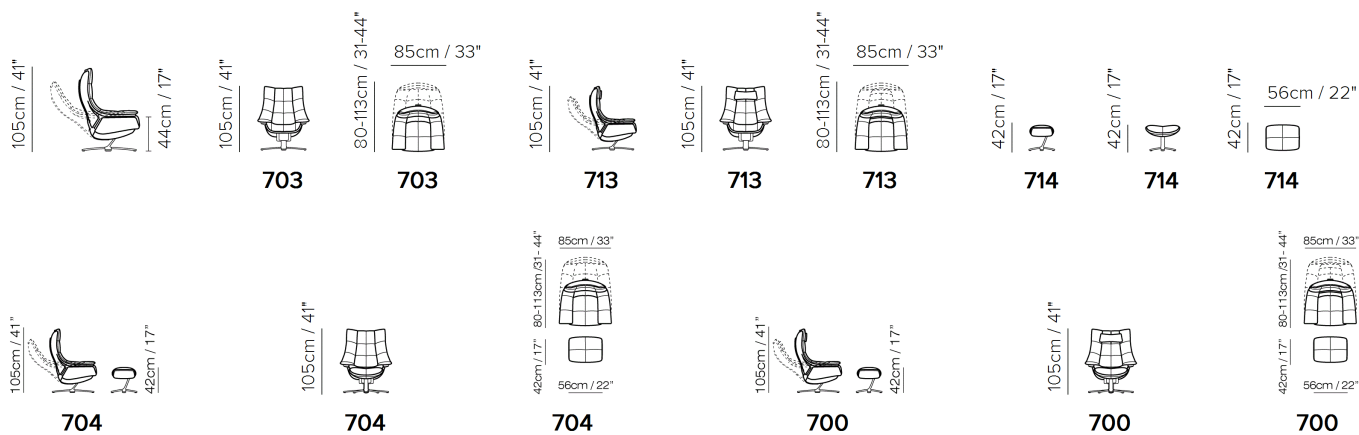 105cm / 41"
44cm / 17"
105cm / 41"
80-113cm / 31-44"
85cm / 33"
105cm / 41"
105cm / 41"
80-113cm / 31-44"
85cm / 33"
42cm / 17"
42cm / 17"
42cm / 17"
56cm / 22"
703
703
713
713
713
714
714
714
105cm / 41"
42cm / 17"
105cm / 41"
80-113cm /31- 44"
85cm / 33"
42cm / 17"
56cm / 22"
105cm / 41"
42cm / 17"
105cm / 41"
80-113cm /31- 44"
85cm / 33"
42cm / 17"
56cm / 22"
704
704
704
700
700
700